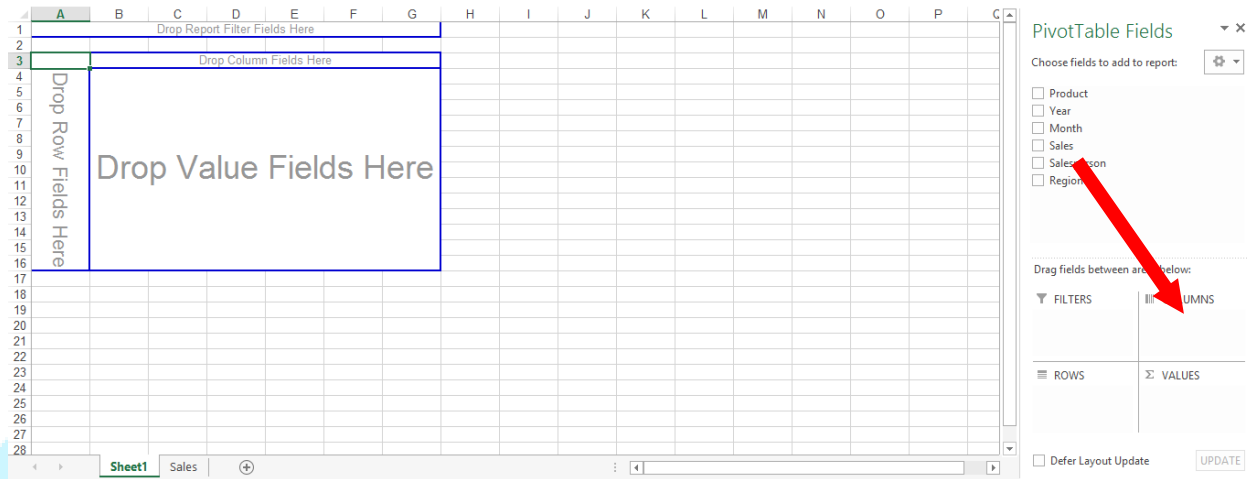 A B C D E F G H I J K L M N O P
1 Drop Report Filter Fields Here
2
3 Drop Column Fields Here
4
5
6
7
8
9
10
11
12
13
14
15
16
Drop Row Fields Here
Drop Value Fields Here
17
18
19
20
21
22
23
24
25
26
27
28
Sheet1 Sales
PivotTable Fields
Choose fields to add to report:
Product
Year
Month
Sales
Salesperson
Region
Drag fields between areas below:
FILTERS
COLUMNS
ROWS
Σ VALUES
Defer Layout Update
UPDATE